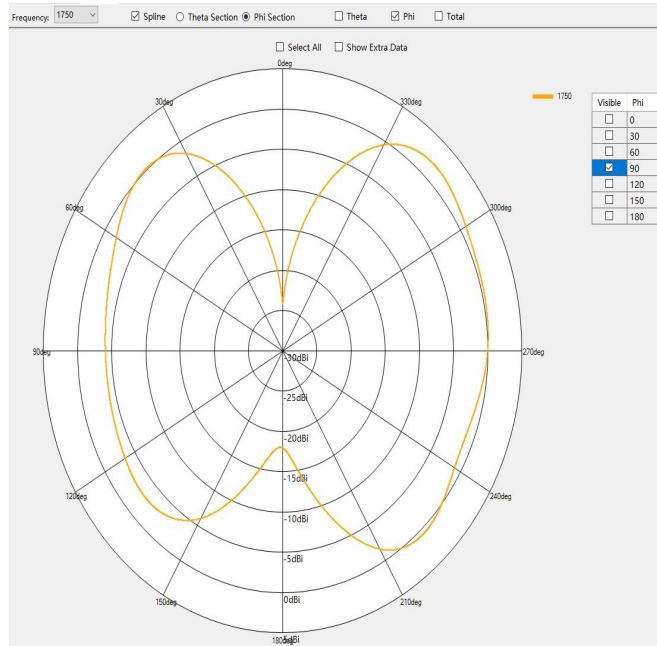 Frequency: 1750 Spline Theta Section Phi Section Theta Phi Total
Select All Show Extra Data
0deg
1750
Visible Phi
0
30
60
90
120
150
180
30deg 330deg
60deg 300deg
90deg 270deg
-30dBi
-25dBi
-20dBi
-15dBi
120deg 240deg
-10dBi
-5dBi
0dBi
150deg 210deg
180deg 5dBi